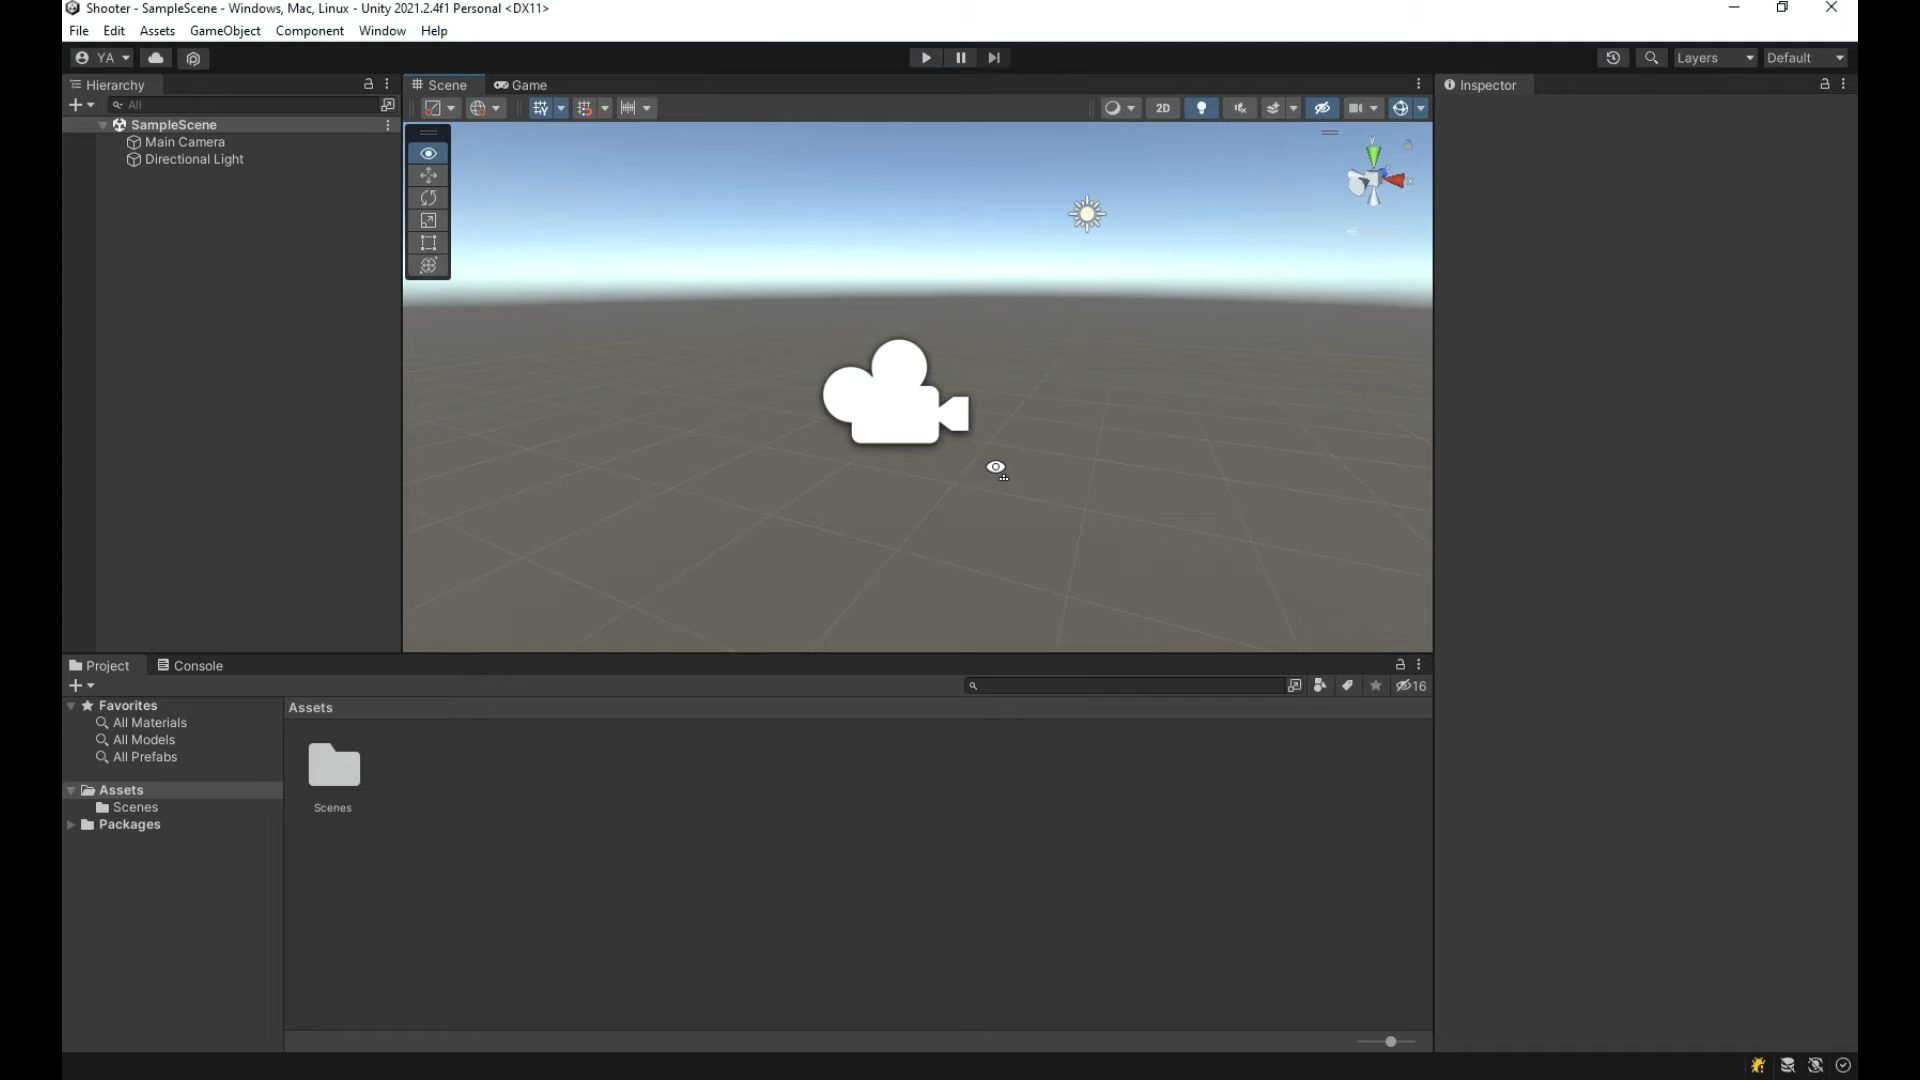 Shooter - SampleScene - Windows, Mac, Linux - Unity 2021.2.4f1 Personal <DX11>
File Edit Assets GameObject Component Window Help
YA Layers Default
Hierarchy Scene Game Inspector
All 2D
SampleScene
Main Camera
Directional Light
Project Console
16
Favorites Assets
All Materials
All Models
All Prefabs
Assets
Scenes Scenes
Packages